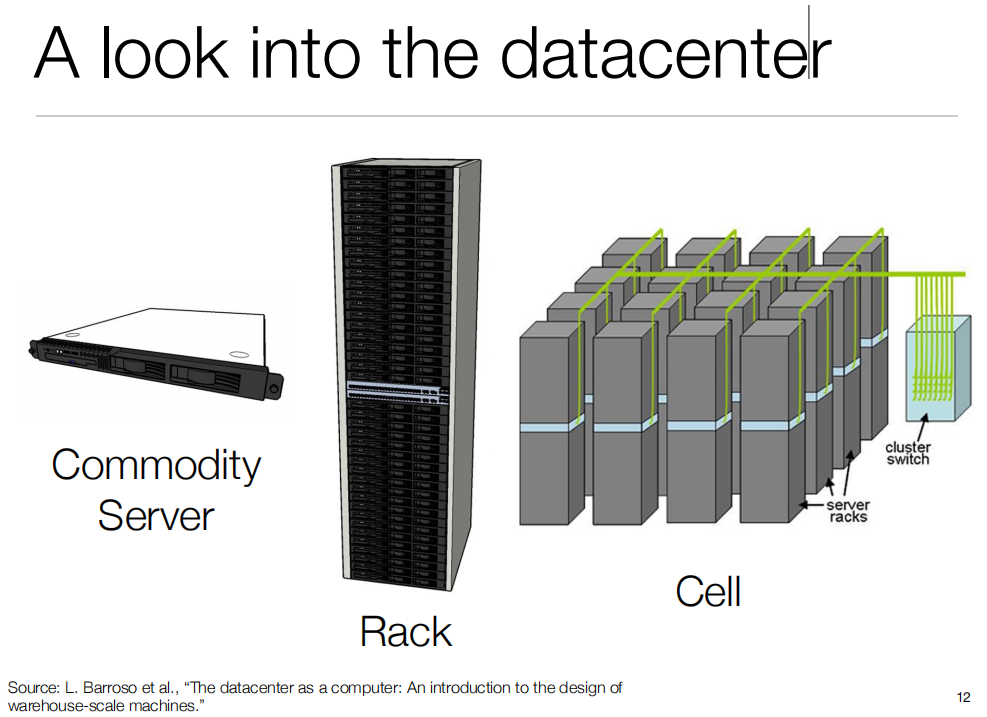 A look into the datacenter
Commodity
Server
Rack
Cell
cluster
switch
server
racks
Source: L. Barroso et al., “The datacenter as a computer: An introduction to the design of
warehouse-scale machines.”
12